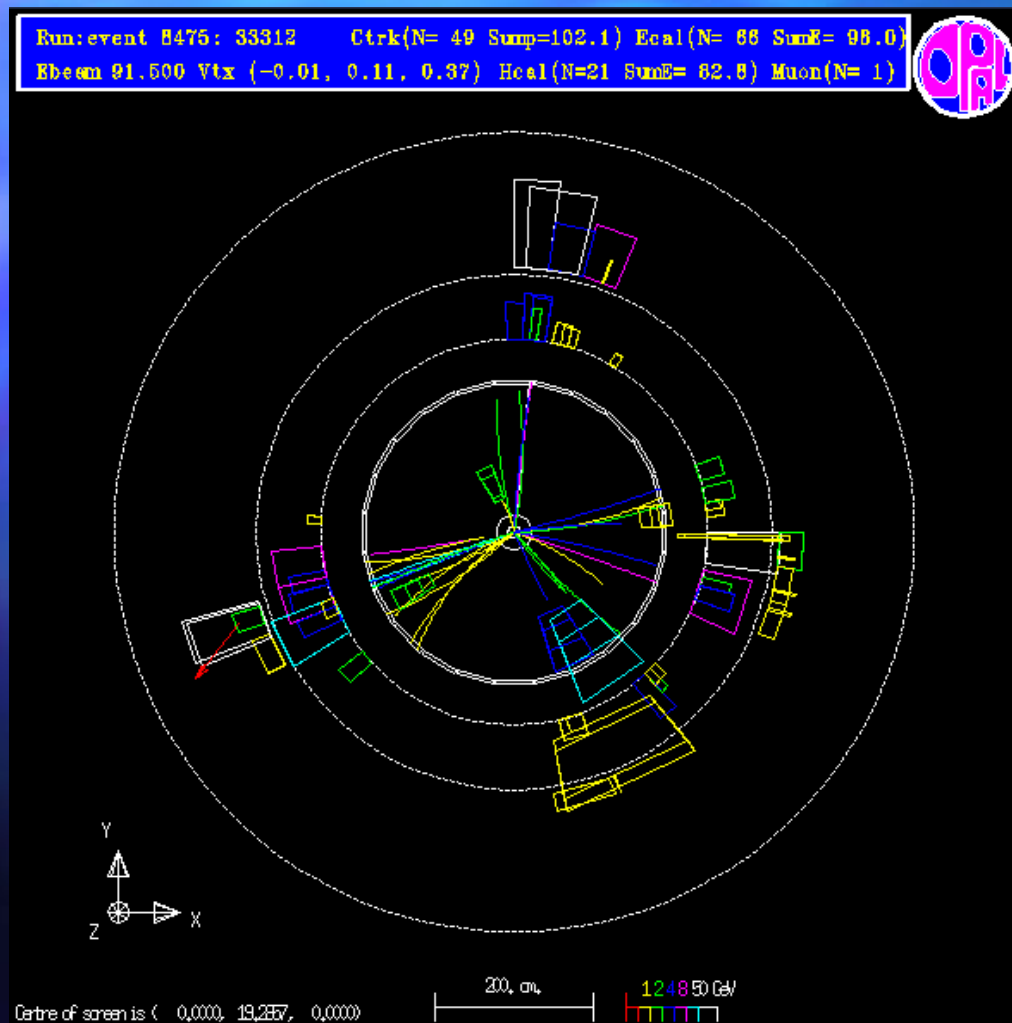 Run:event 8475: 33312 Ctrk(N= 49 Sump=102.1) Ecal(N= 66 SumE= 98.0)
Ebeam 91.500 Vtx (-0.01, 0.11, 0.37) Hcal(N=21 SumE= 62.8) Muon(N= 1)
OPAL
Y
X
Z
200. cm.
1 2 4 8 50 GeV
Centre of screen is ( 0.0000, 19.2857, 0.0000)